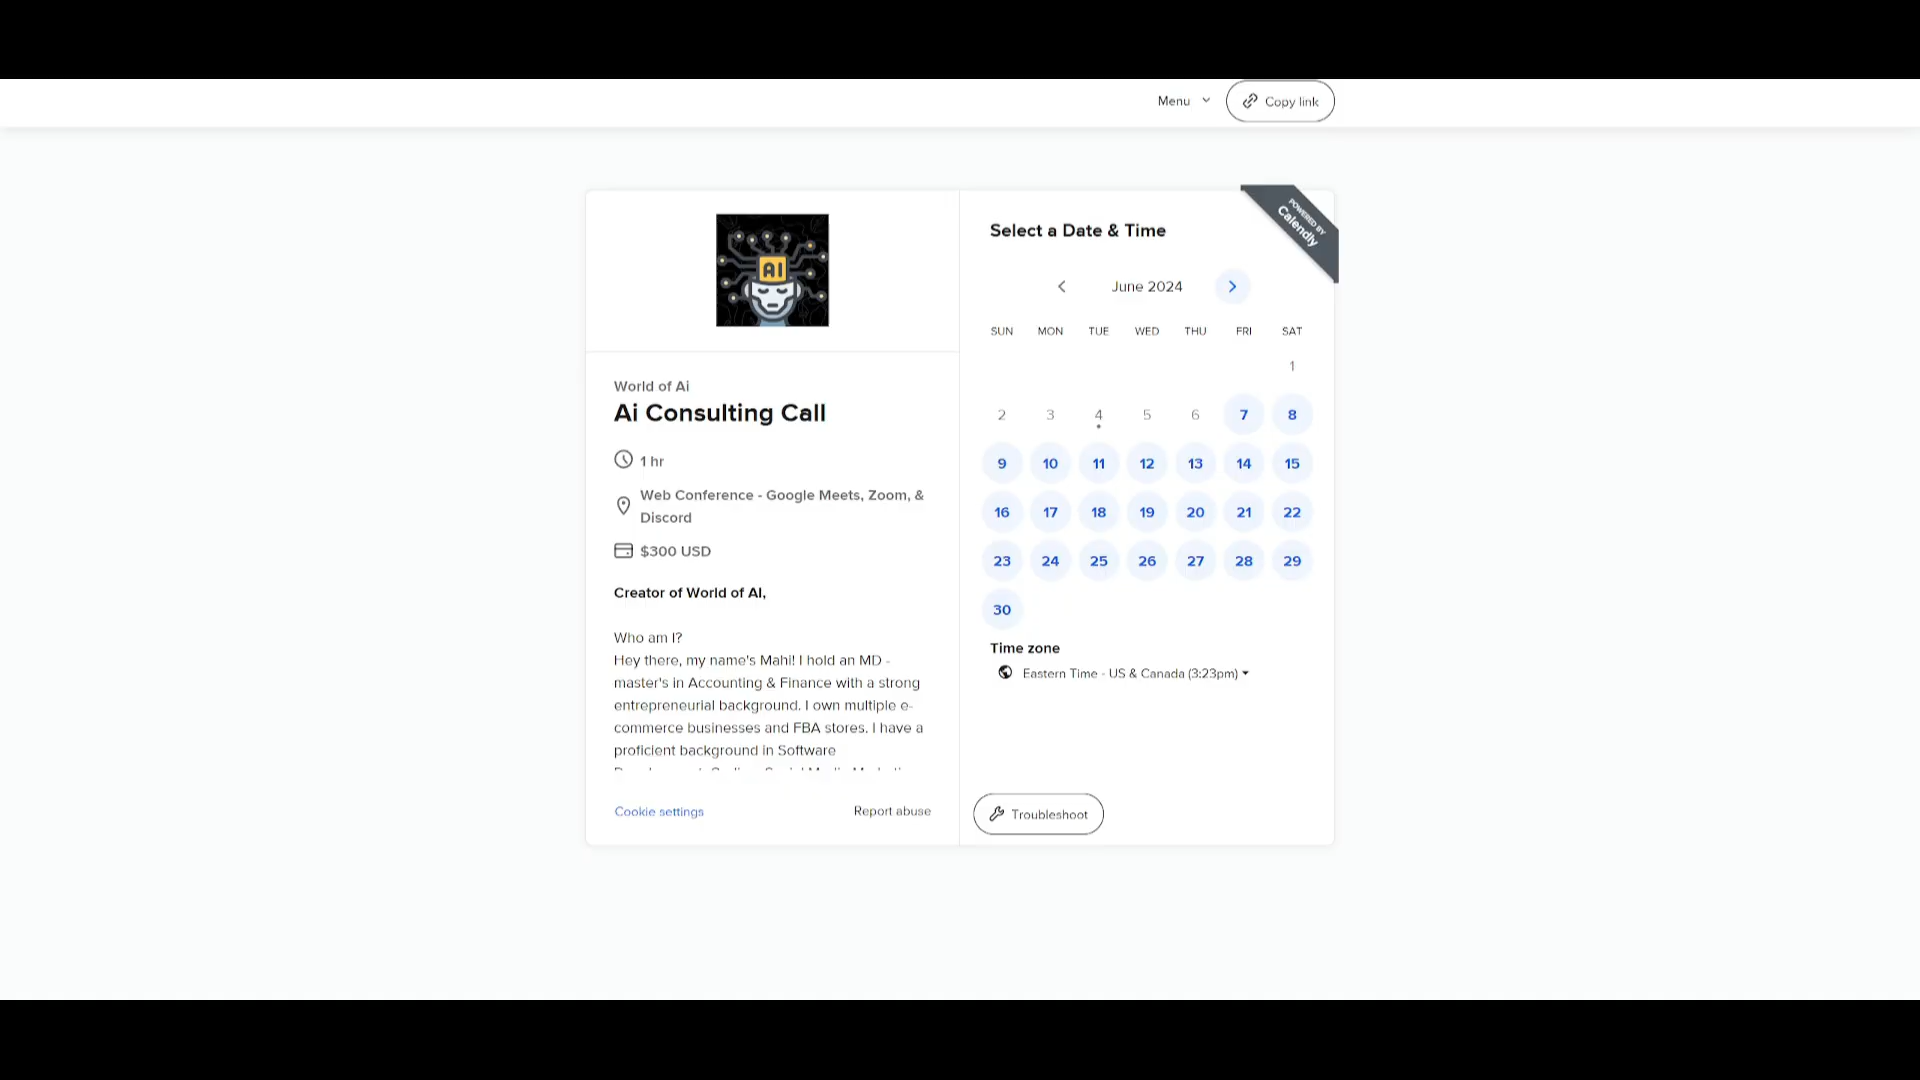 Menu
Copy link
POWERED BY
Calendly
AI
World of Ai
Ai Consulting Call
1 hr
Web Conference - Google Meets, Zoom, &
Discord
$300 USD
Creator of World of AI,
Who am I?
Hey there, my name's Mahi! I hold an MD -
master's in Accounting & Finance with a strong
entrepreneurial background. I own multiple e-
commerce businesses and FBA stores. I have a
proficient background in Software
Cookie settings
Report abuse
Select a Date & Time
June 2024
SUN MON TUE WED THU FRI SAT
1
2 3 4 5 6 7 8
9 10 11 12 13 14 15
16 17 18 19 20 21 22
23 24 25 26 27 28 29
30
Time zone
Eastern Time - US & Canada (3:23pm)
Troubleshoot